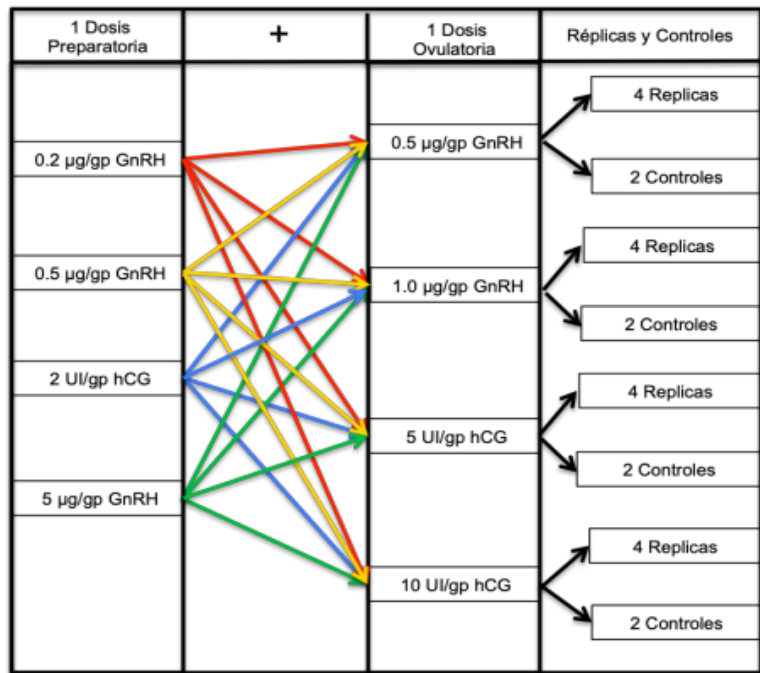 1 Dosis
Preparatoria
+
1 Dosis
Ovulatoria
Réplicas y Controles
0.2 µg/gp GnRH
0.5 µg/gp GnRH
2 UI/gp hCG
5 µg/gp GnRH
0.5 µg/gp GnRH
1.0 µg/gp GnRH
5 UI/gp hCG
10 UI/gp hCG
4 Replicas
2 Controles
4 Replicas
2 Controles
4 Replicas
2 Controles
4 Replicas
2 Controles